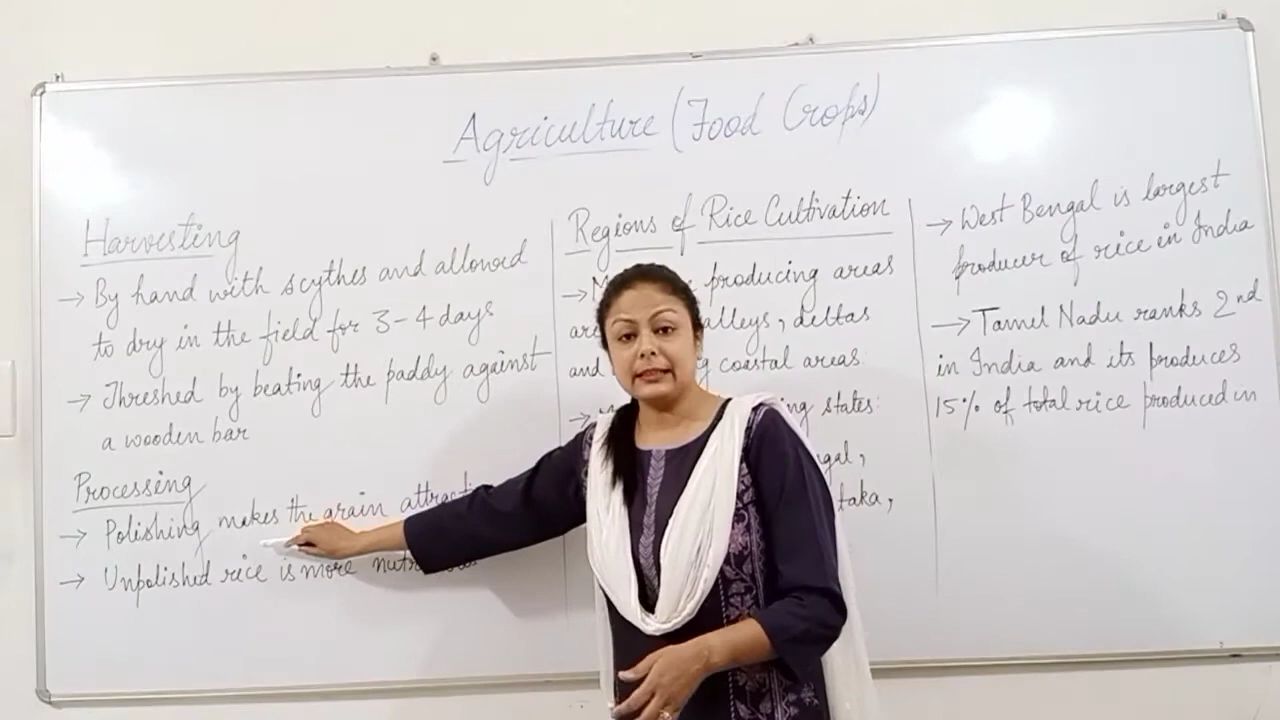 Agriculture (Food Crops)
Harvesting
→ By hand with scythes and allowed
to dry in the field for 3-4 days
→ Threshed by beating the paddy against
a wooden bar
Processing
→ Polishing makes the grain
→ Unpolished rice is more
Regions of Rice Cultivation
→ producing areas
deltas
and coastal areas.
→ states:
→ West Bengal is largest
producer of rice in India
→ Tamil Nadu ranks 2nd
in India and its produces
15% of total rice produced in